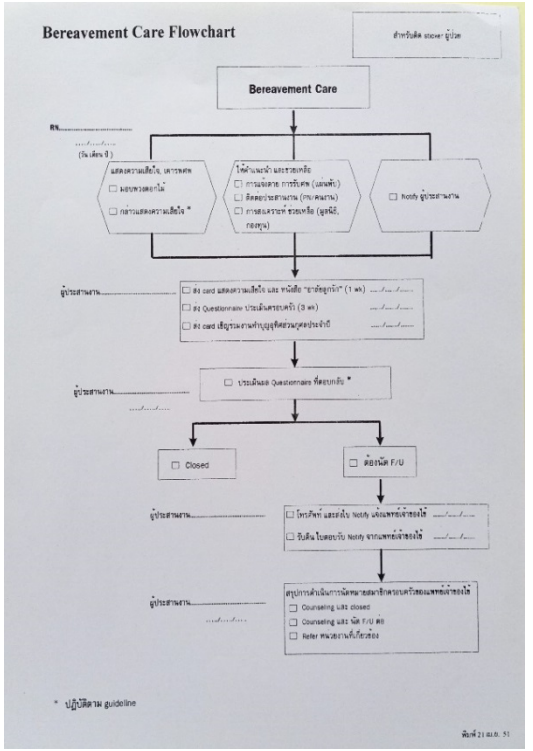 Bereavement Care Flowchart
สำหรับติด sticker ผู้ป่วย
Bereavement Care
RN..............................
...../...../.....
(วัน เดือน ปี)
แสดงความเสียใจ, เคารพศพ
☐ มอบพวงดอกไม้
☐ กล่าวแสดงความเสียใจ *
ให้คำแนะนำ และช่วยเหลือ
☐ การแจ้งตาย การรับศพ (แผ่นพับ)
☐ ติดต่อประสานงาน (PN/คนงาน)
☐ การสงเคราะห์ ช่วยเหลือ (มูลนิธิ,
กองทุน)
☐ Notify ผู้ประสานงาน
ผู้ประสานงาน..............................
☐ ส่ง card แสดงความเสียใจ และ หนังสือ "อาลัยลูกรัก" (1 wk) ...../...../.....
☐ ส่ง Questionnaire ประเมินครอบครัว (3 wk) ...../...../.....
☐ ส่ง card เชิญร่วมงานทำบุญอุทิศส่วนกุศลประจำปี ...../...../.....
ผู้ประสานงาน..............................
...../...../.....
☐ ประเมินผล Questionnaire ที่ตอบกลับ *
☐ Closed
☐ ต้องนัด F/U
ผู้ประสานงาน..............................
☐ โทรศัพท์ และส่งใบ Notify แจ้งแพทย์เจ้าของไข้ ...../...../.....
☐ รับคืน ใบตอบรับ Notify จากแพทย์เจ้าของไข้ ...../...../.....
ผู้ประสานงาน..............................
...../...../.....
สรุปการดำเนินการนัดหมายสมาชิกครอบครัวของแพทย์เจ้าของไข้
☐ Counseling และ closed
☐ Counseling และ นัด F/U ต่อ
☐ Refer หน่วยงานที่เกี่ยวข้อง
* ปฏิบัติตาม guideline
พิมพ์ 21 เม.ย. 51